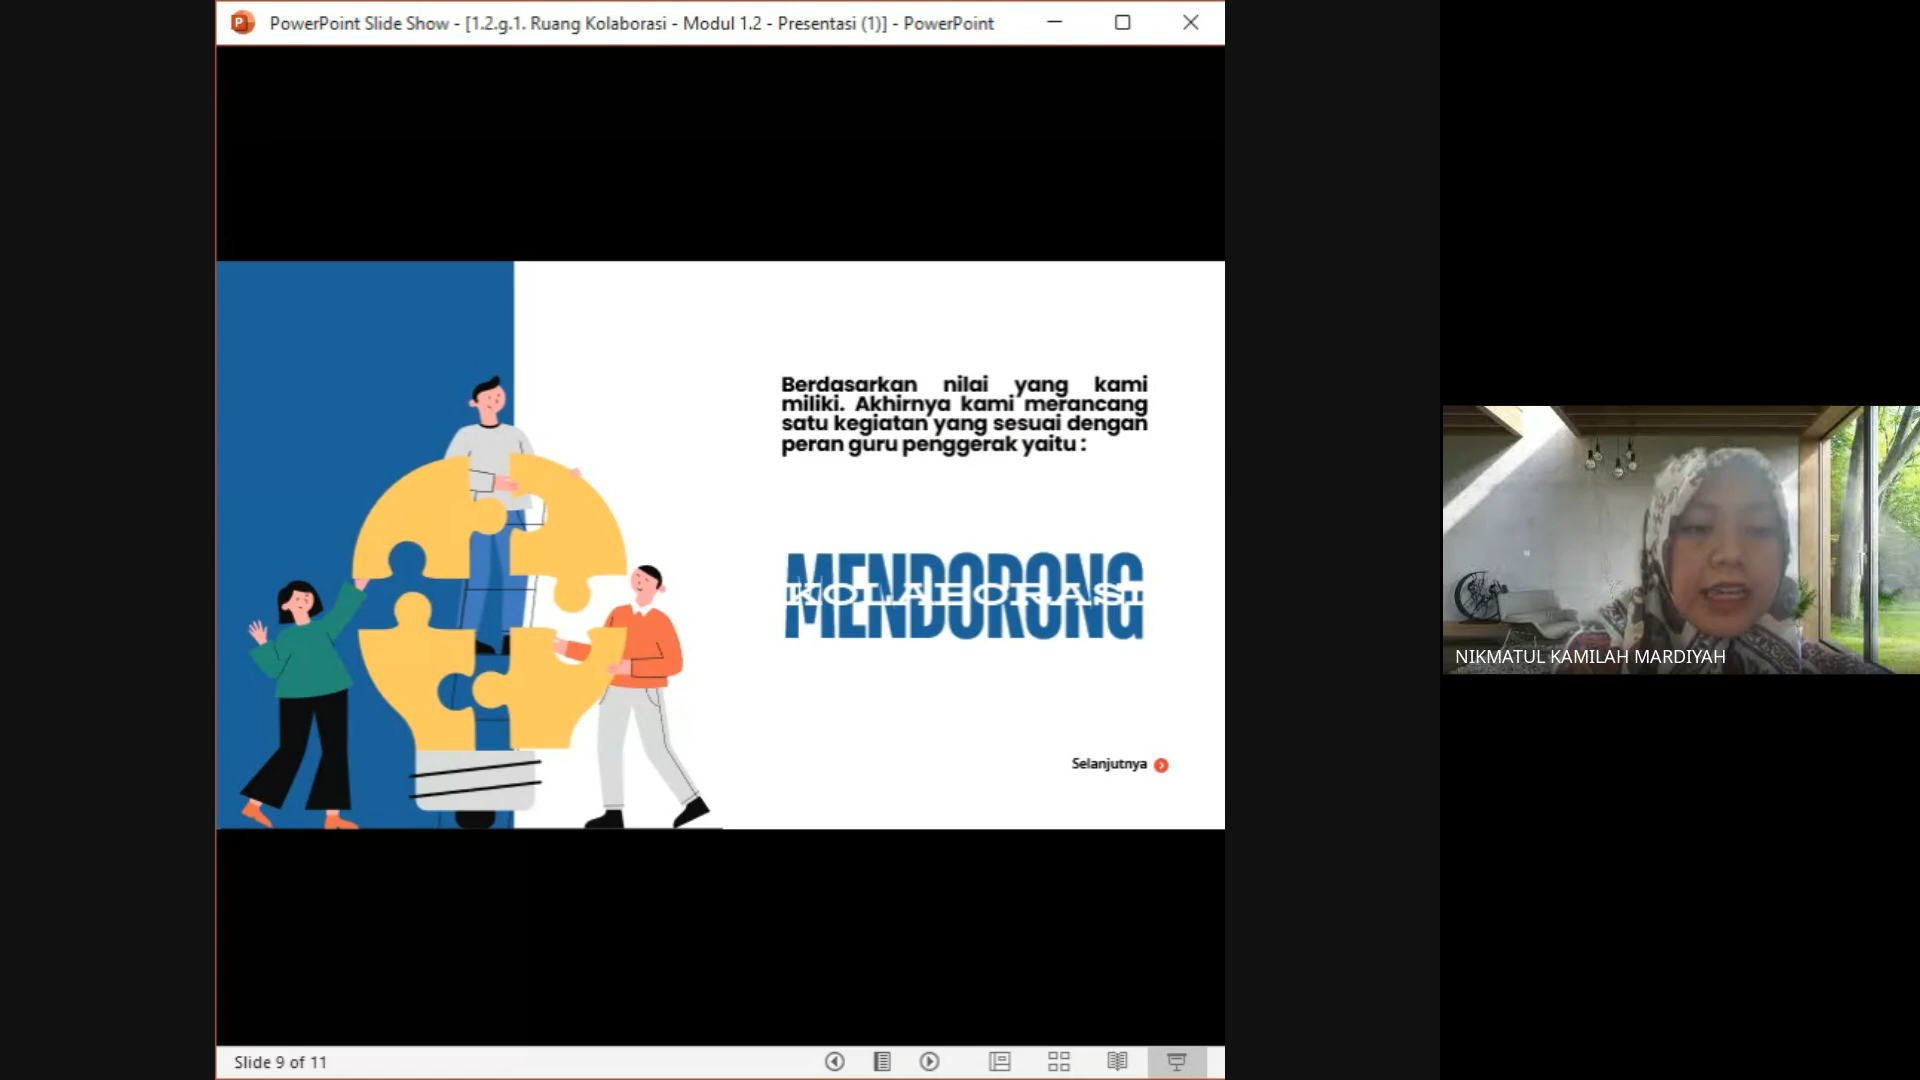 PowerPoint Slide Show - [1.2.g.1. Ruang Kolaborasi - Modul 1.2 - Presentasi (1)] - PowerPoint
Berdasarkan nilai yang kami
miliki. Akhirnya kami merancang
satu kegiatan yang sesuai dengan
peran guru penggerak yaitu :
MENDORONG
KOLABORASI
Selanjutnya
NIKMATUL KAMILAH MARDIYAH
Slide 9 of 11